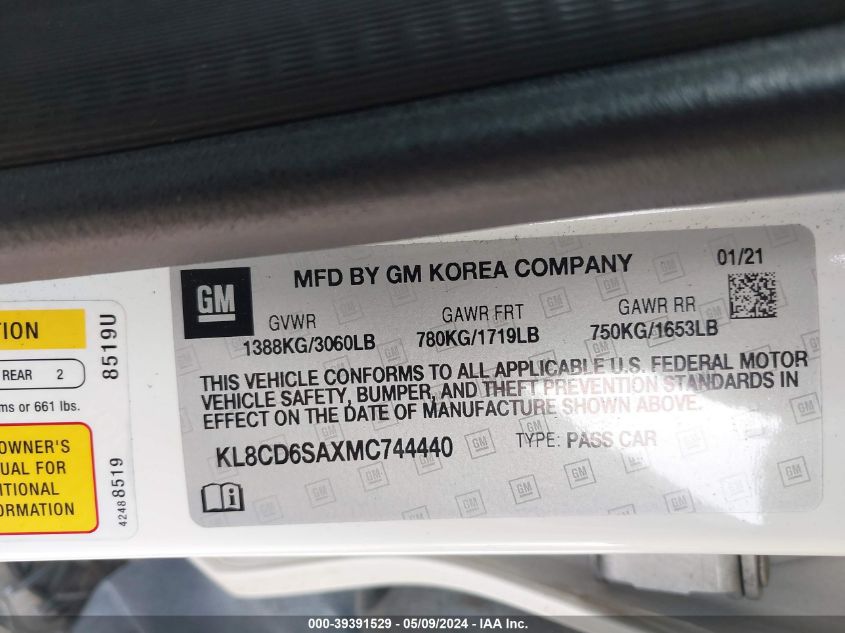 TION
REAR 2
ms or 661 lbs.
OWNER'S
UAL FOR
ITIONAL
ORMATION
8519U
42488519
GM
MFD BY GM KOREA COMPANY
01/21
GVWR
1388KG/3060LB
GAWR FRT
780KG/1719LB
GAWR RR
750KG/1653LB
THIS VEHICLE CONFORMS TO ALL APPLICABLE U.S. FEDERAL MOTOR
VEHICLE SAFETY, BUMPER, AND THEFT PREVENTION STANDARDS IN
EFFECT ON THE DATE OF MANUFACTURE SHOWN ABOVE.
KL8CD6SAXMC744440
TYPE: PASS CAR
000-39391529 - 05/09/2024 - IAA Inc.